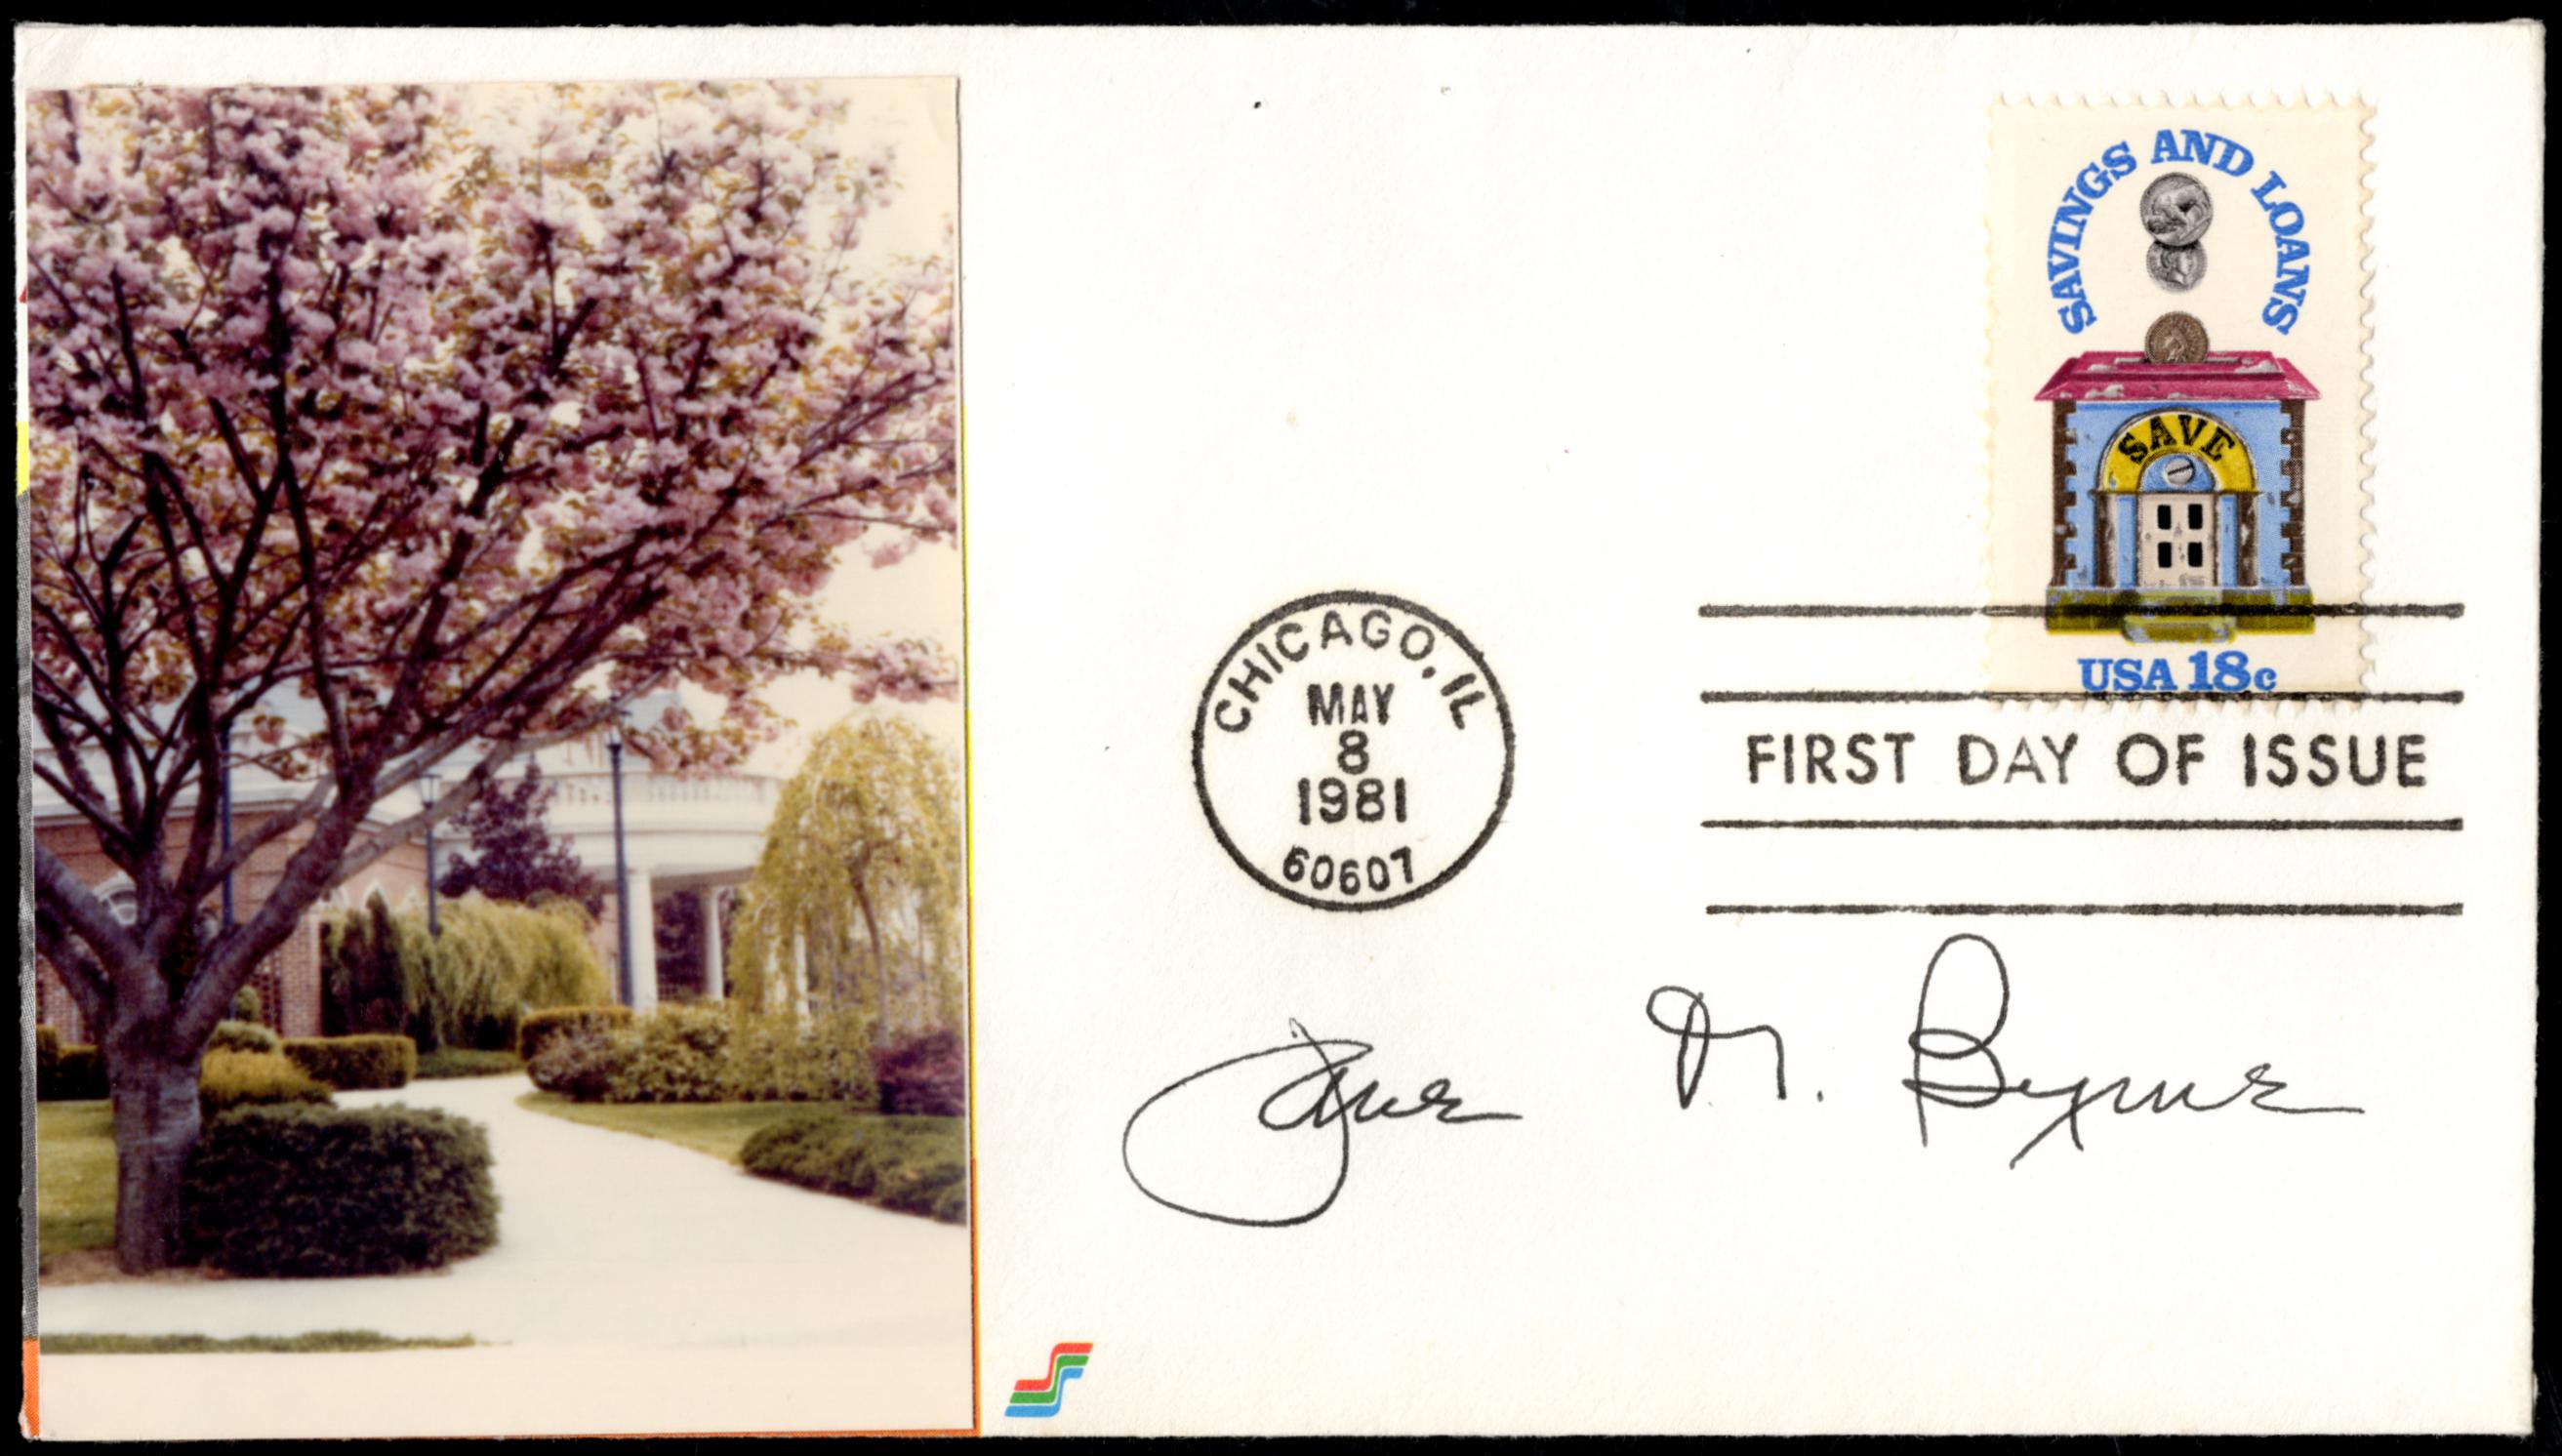 SAVINGS AND LOANS
SAVE
USA 18c
CHICAGO, IL
MAY
8
1981
60607
FIRST DAY OF ISSUE
Jane M. Byrne